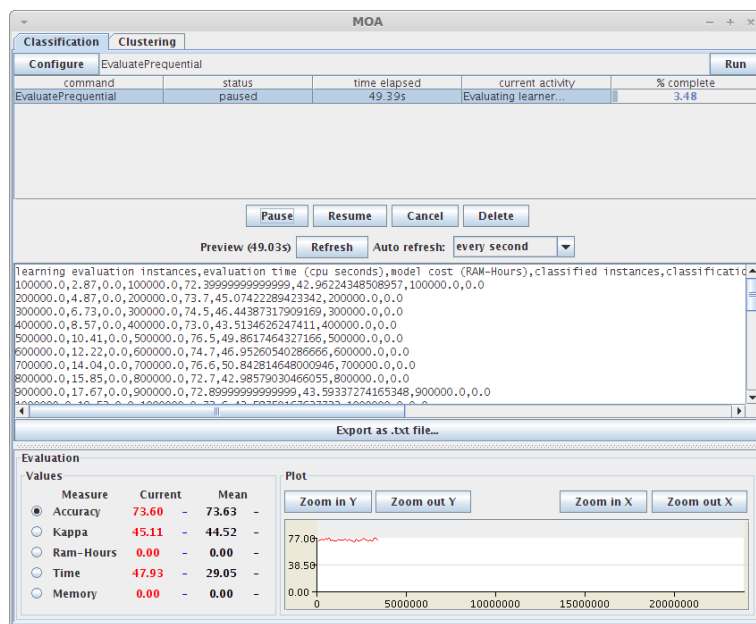 MOA
Classification Clustering
Configure EvaluatePrequential Run
command status time elapsed current activity % complete
EvaluatePrequential paused 49.39s Evaluating learner... 3.48
Pause Resume Cancel Delete
Preview (49.03s) Refresh Auto refresh: every second
learning evaluation instances,evaluation time (cpu seconds),model cost (RAM-Hours),classified instances,classificatio
100000.0,2.87,0.0,100000.0,72.39999999999999,42.96224348508957,100000.0,0.0
200000.0,4.87,0.0,200000.0,73.7,45.07422289423342,200000.0,0.0
300000.0,6.73,0.0,300000.0,74.5,46.44387317909169,300000.0,0.0
400000.0,8.57,0.0,400000.0,73.0,43.5134626247411,400000.0,0.0
500000.0,10.41,0.0,500000.0,76.5,49.8617464327166,500000.0,0.0
600000.0,12.22,0.0,600000.0,74.7,46.95260540286666,600000.0,0.0
700000.0,14.04,0.0,700000.0,76.6,50.842814648000946,700000.0,0.0
800000.0,15.85,0.0,800000.0,72.7,42.98579030466055,800000.0,0.0
900000.0,17.67,0.0,900000.0,72.89999999999999,43.59337274165348,900000.0,0.0
Export as .txt file...
Evaluation
Values Plot
Measure Current Mean
Zoom in Y Zoom out Y Zoom in X Zoom out X
Accuracy 73.60 - 73.63 -
Kappa 45.11 - 44.52 -
Ram-Hours 0.00 - 0.00 -
Time 47.93 - 29.05 -
Memory 0.00 - 0.00 -
77.00
38.50
0.00
0 5000000 10000000 15000000 20000000